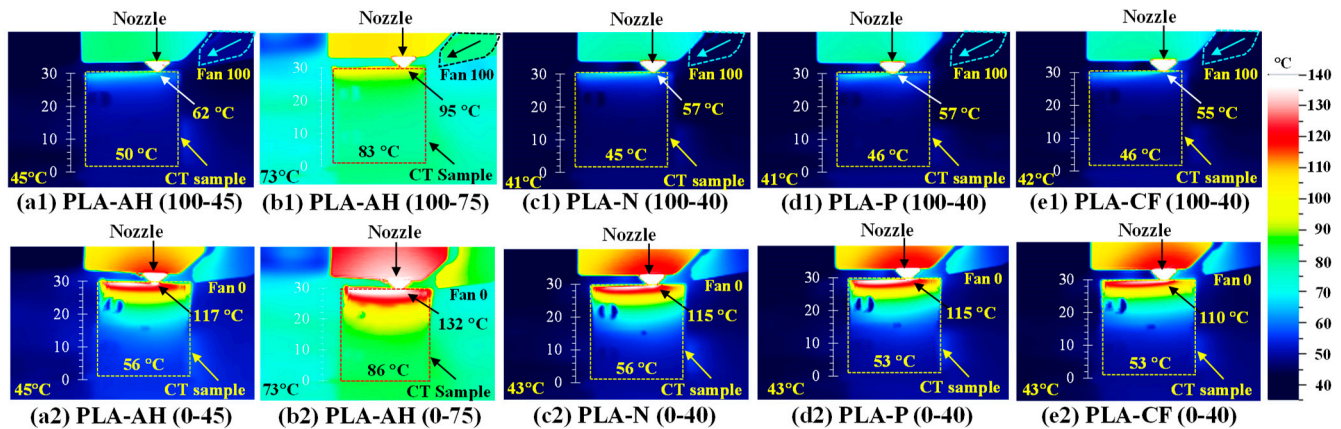 Nozzle
Nozzle
Nozzle
Nozzle
Nozzle
Fan 100
Fan 100
Fan 100
Fan 100
Fan 100
30
20
10
0
62 °C
50 °C
45°C
CT sample
30
20
10
0
95 °C
83 °C
73°C
CT Sample
30
20
10
0
57 °C
45 °C
41°C
CT sample
30
20
10
0
57 °C
46 °C
41°C
CT sample
30
20
10
0
55 °C
46 °C
42°C
CT sample
(a1) PLA-AH (100-45)
(b1) PLA-AH (100-75)
(c1) PLA-N (100-40)
(d1) PLA-P (100-40)
(e1) PLA-CF (100-40)
Nozzle
Nozzle
Nozzle
Nozzle
Nozzle
Fan 0
Fan 0
Fan 0
Fan 0
Fan 0
30
20
10
0
117 °C
56 °C
45°C
CT sample
30
20
10
0
132 °C
86 °C
73°C
CT Sample
30
20
10
0
115 °C
56 °C
43°C
CT sample
30
20
10
0
115 °C
53 °C
43°C
CT sample
30
20
10
0
110 °C
53 °C
43°C
CT sample
(a2) PLA-AH (0-45)
(b2) PLA-AH (0-75)
(c2) PLA-N (0-40)
(d2) PLA-P (0-40)
(e2) PLA-CF (0-40)
°C
140
130
120
110
100
90
80
70
60
50
40